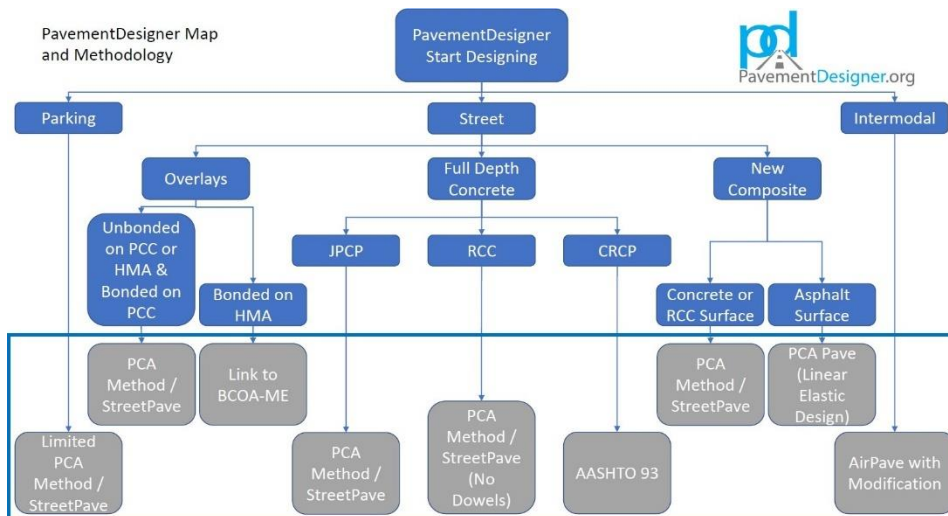 PavementDesigner Map
and Methodology
PavementDesigner
Start Designing
pd
PavementDesigner.org
Parking
Street
Intermodal
Overlays
Full Depth
Concrete
New
Composite
Unbonded
on PCC or
HMA &
Bonded on
PCC
Bonded on
HMA
JPCP
RCC
CRCP
Concrete or
RCC Surface
Asphalt
Surface
PCA
Method /
StreetPave
Link to
BCOA-ME
PCA
Method /
StreetPave
PCA Pave
(Linear
Elastic
Design)
Limited
PCA
Method /
StreetPave
PCA
Method /
StreetPave
PCA
Method /
StreetPave
(No
Dowels)
AASHTO 93
AirPave with
Modification